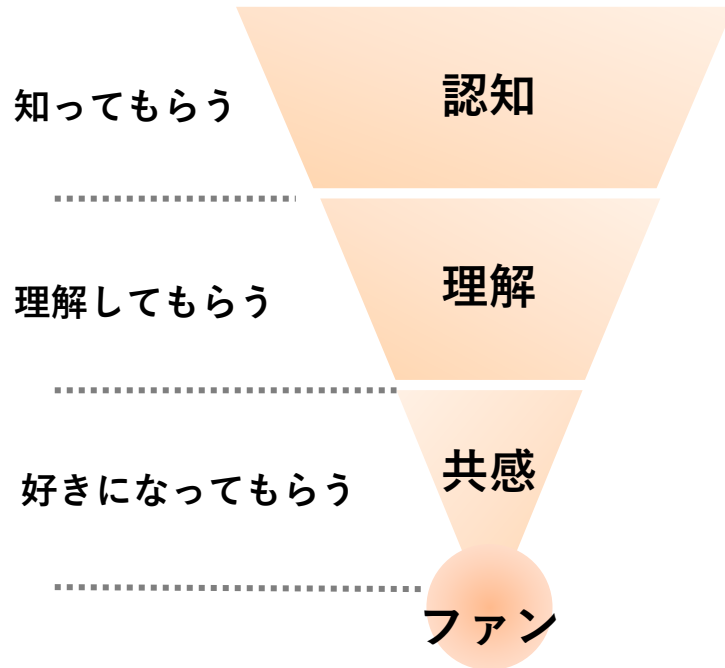 知ってもらう
認知
理解してもらう
理解
好きになってもらう
共感
ファン